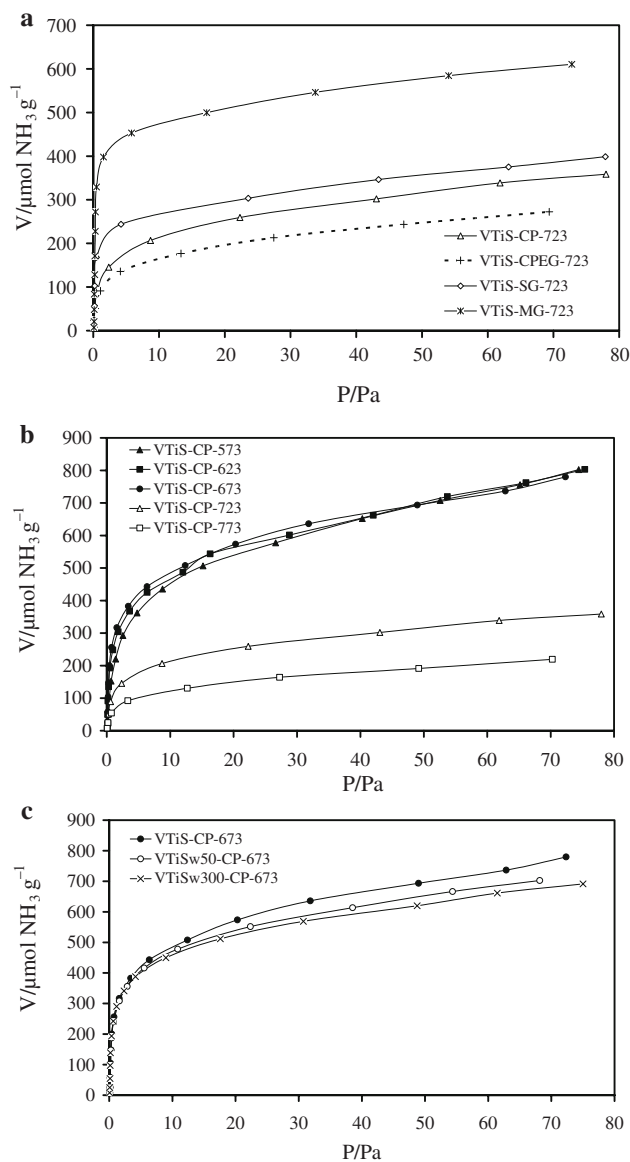 a
700
600
500
400
300
200
100
0
V/μmol NH₃ g⁻¹
VTiS-CP-723
VTiS-CPEG-723
VTiS-SG-723
VTiS-MG-723
0 10 20 30 40 50 60 70 80
P/Pa
b
900
800
700
600
500
400
300
200
100
0
V/μmol NH₃ g⁻¹
VTiS-CP-573
VTiS-CP-623
VTiS-CP-673
VTiS-CP-723
VTiS-CP-773
0 10 20 30 40 50 60 70 80
P/Pa
c
900
800
700
600
500
400
300
200
100
0
V/μmol NH₃ g⁻¹
VTiS-CP-673
VTiSw50-CP-673
VTiSw300-CP-673
0 10 20 30 40 50 60 70 80
P/Pa